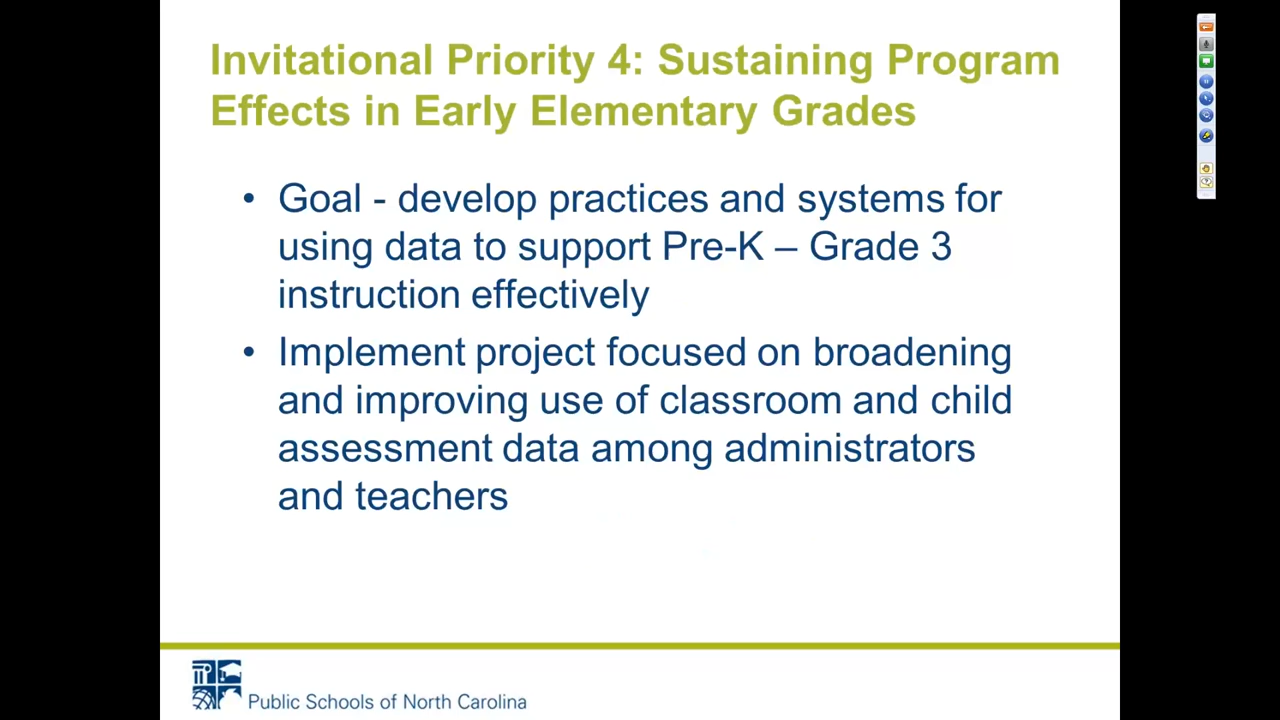 Invitational Priority 4: Sustaining Program
Effects in Early Elementary Grades
• Goal - develop practices and systems for
using data to support Pre-K – Grade 3
instruction effectively
• Implement project focused on broadening
and improving use of classroom and child
assessment data among administrators
and teachers
Public Schools of North Carolina